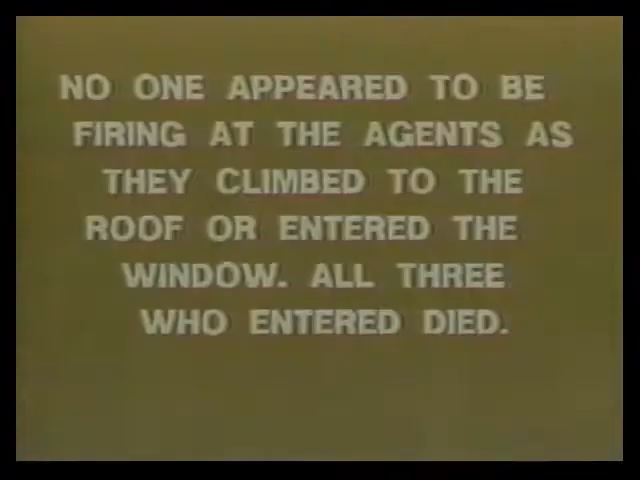 NO ONE APPEARED TO BE
FIRING AT THE AGENTS AS
THEY CLIMBED TO THE
ROOF OR ENTERED THE
WINDOW. ALL THREE
WHO ENTERED DIED.